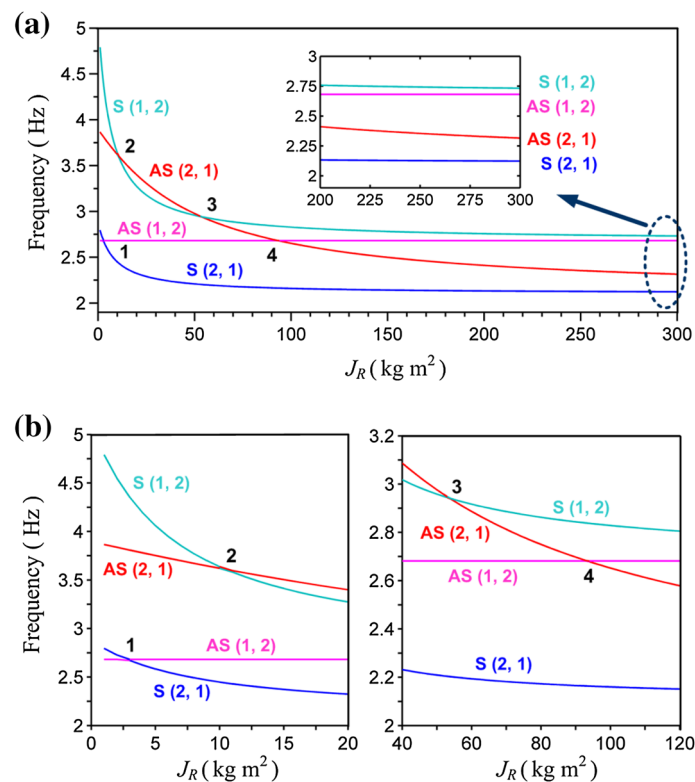 (a)
5
4.5
4
3.5
3
2.5
2
Frequency ( Hz )
S (1, 2)
2
AS (2, 1)
3
AS (1, 2)
1
4
S (2, 1)
3
2.75
2.5
2.25
2
200 225 250 275 300
S (1, 2)
AS (1, 2)
AS (2, 1)
S (2, 1)
0 50 100 150 200 250 300
J_R ( kg m²)
(b)
5
4.5
4
3.5
3
2.5
2
Frequency ( Hz )
S (1, 2)
2
AS (2, 1)
1
AS (1, 2)
S (2, 1)
0 5 10 15 20
J_R ( kg m²)
3.2
3
2.8
2.6
2.4
2.2
2
3
S (1, 2)
AS (2, 1)
AS (1, 2)
4
S (2, 1)
40 60 80 100 120
J_R ( kg m²)